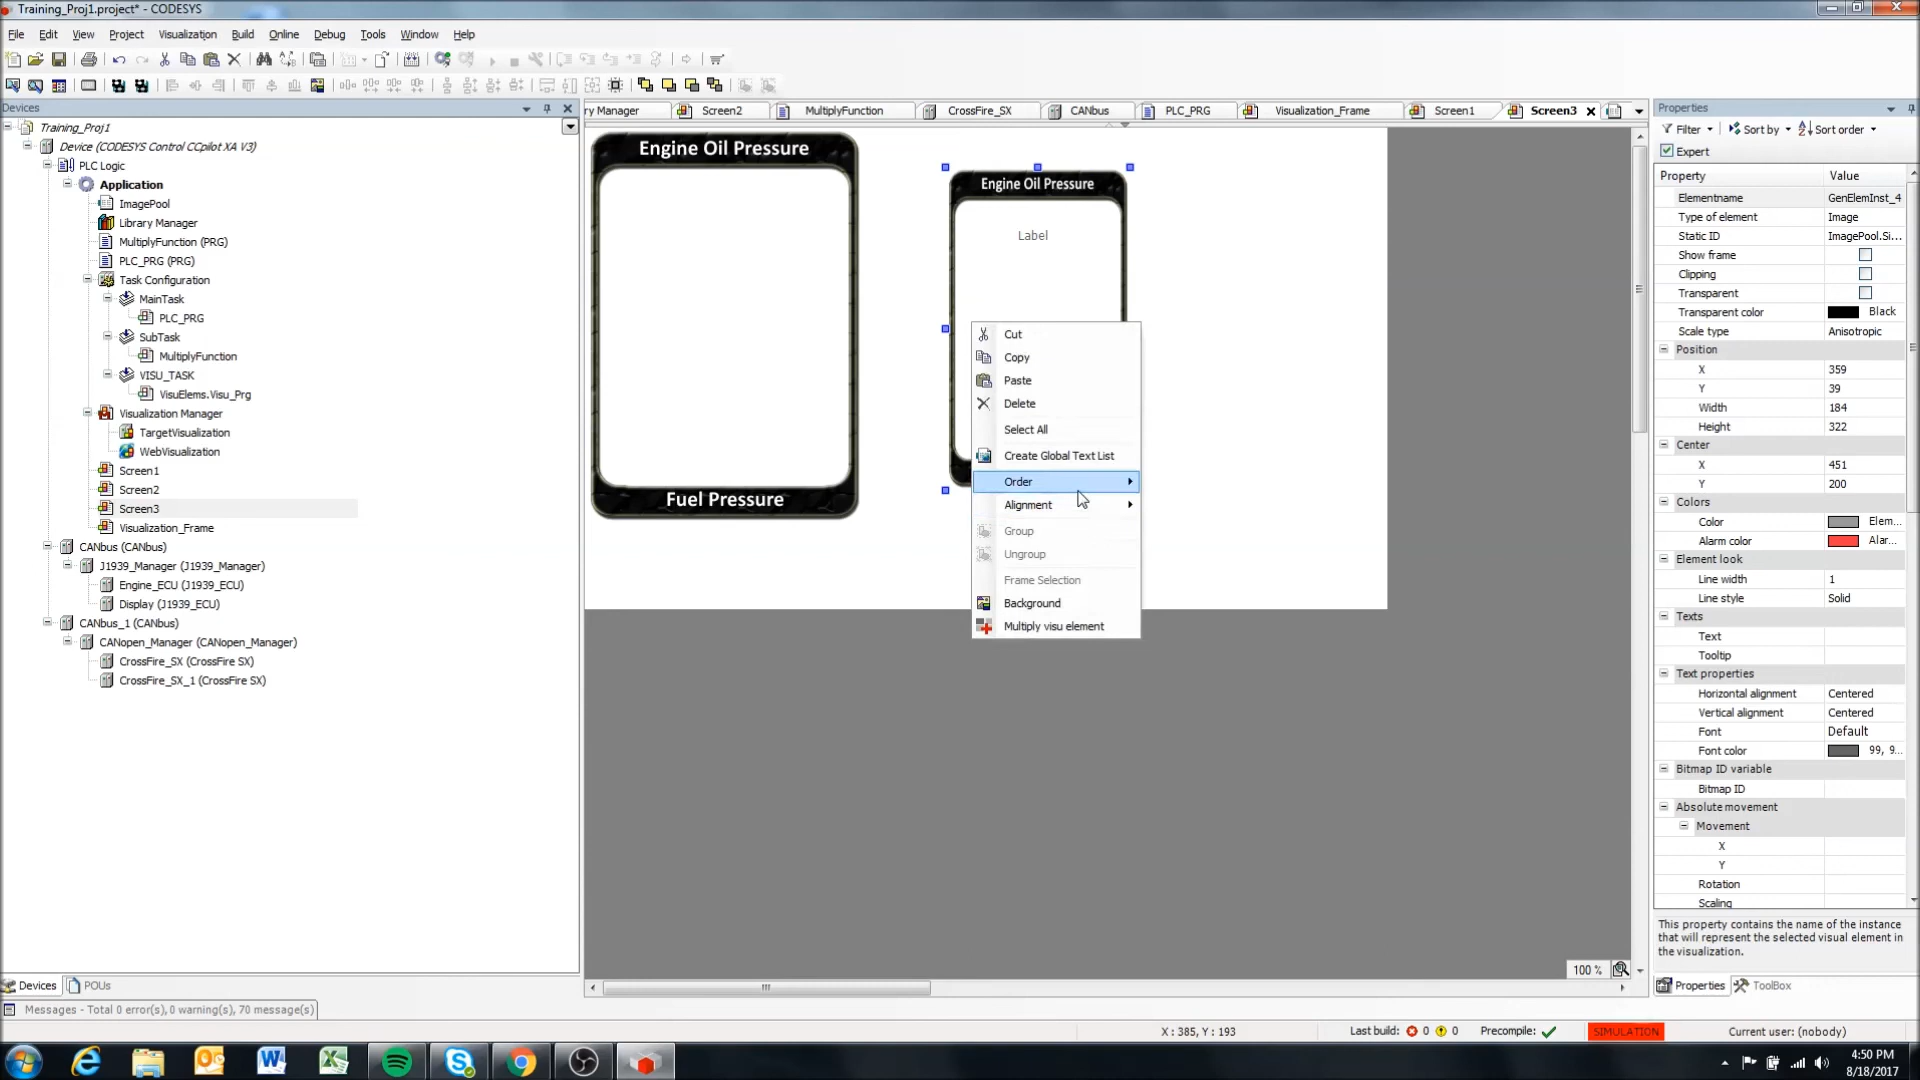 Training_Proj1.project* - CODESYS
File Edit View Project Visualization Build Online Debug Tools Window Help
Devices
Training_Proj1
Device (CODESYS Control CCpilot XA V3)
PLC Logic
Application
ImagePool
Library Manager
MultiplyFunction (PRG)
PLC_PRG (PRG)
Task Configuration
MainTask
PLC_PRG
SubTask
MultiplyFunction
VISU_TASK
VisuElems.Visu_Prg
Visualization Manager
TargetVisualization
WebVisualization
Screen1
Screen2
Screen3
Visualization_Frame
CANbus (CANbus)
J1939_Manager (J1939_Manager)
Engine_ECU (J1939_ECU)
Display (J1939_ECU)
CANbus_1 (CANbus)
CANopen_Manager (CANopen_Manager)
CrossFire_SX (CrossFire SX)
CrossFire_SX_1 (CrossFire SX)
Devices POUs
ry Manager Screen2 MultiplyFunction CrossFire_SX CANbus PLC_PRG Visualization_Frame Screen1 Screen3
Engine Oil Pressure
Fuel Pressure
Engine Oil Pressure
Label
Cut
Copy
Paste
Delete
Select All
Create Global Text List
Order
Alignment
Group
Ungroup
Frame Selection
Background
Multiply visu element
100 %
Properties
Filter Sort by Sort order
Expert
Property Value
Elementname GenElemInst_4
Type of element Image
Static ID ImagePool.Si...
Show frame
Clipping
Transparent
Transparent color Black
Scale type Anisotropic
Position
X 359
Y 39
Width 184
Height 322
Center
X 451
Y 200
Colors
Color Elem...
Alarm color Alar...
Element look
Line width 1
Line style Solid
Texts
Text
Tooltip
Text properties
Horizontal alignment Centered
Vertical alignment Centered
Font Default
Font color 99, 9...
Bitmap ID variable
Bitmap ID
Absolute movement
Movement
X
Y
Rotation
Scaling
This property contains the name of the instance
that will represent the selected visual element in
the visualization.
Properties ToolBox
Messages - Total 0 error(s), 0 warning(s), 70 message(s)
X : 385, Y : 193 Last build: 0 0 Precompile: SIMULATION Current user: (nobody)
4:50 PM
8/18/2017